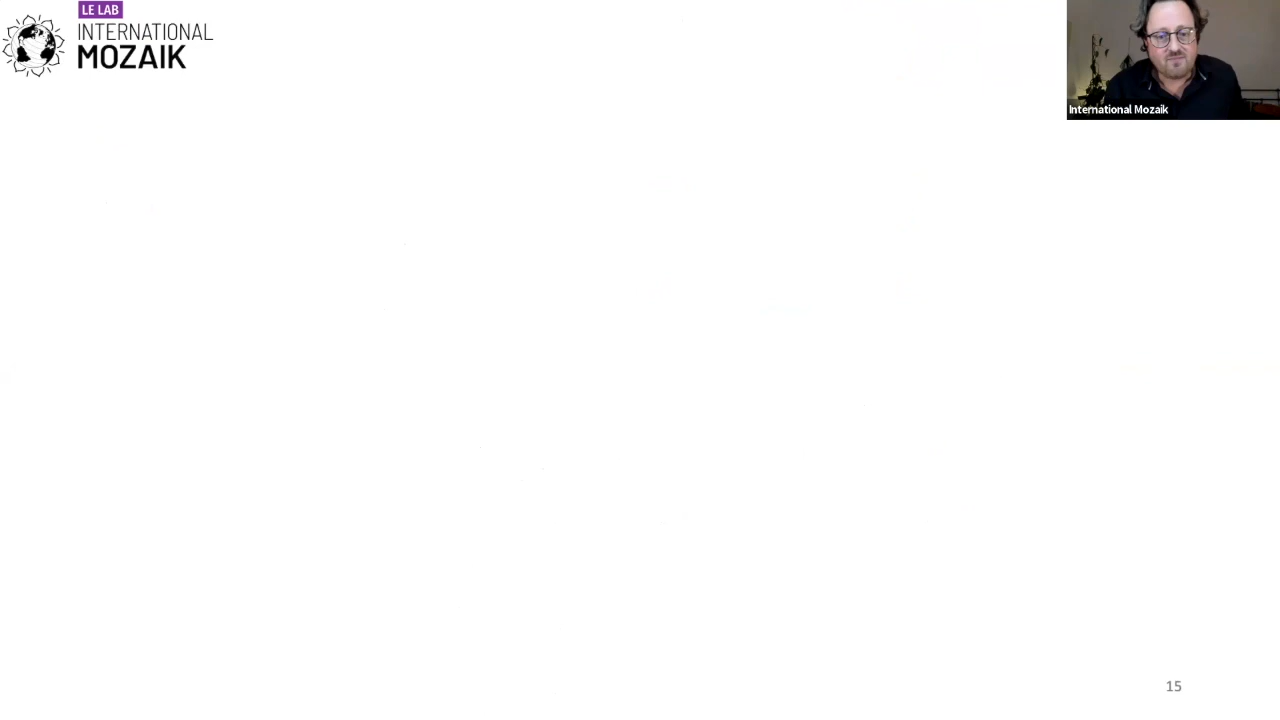 LE LAB
INTERNATIONAL
MOZAIK
International Mozaik
15